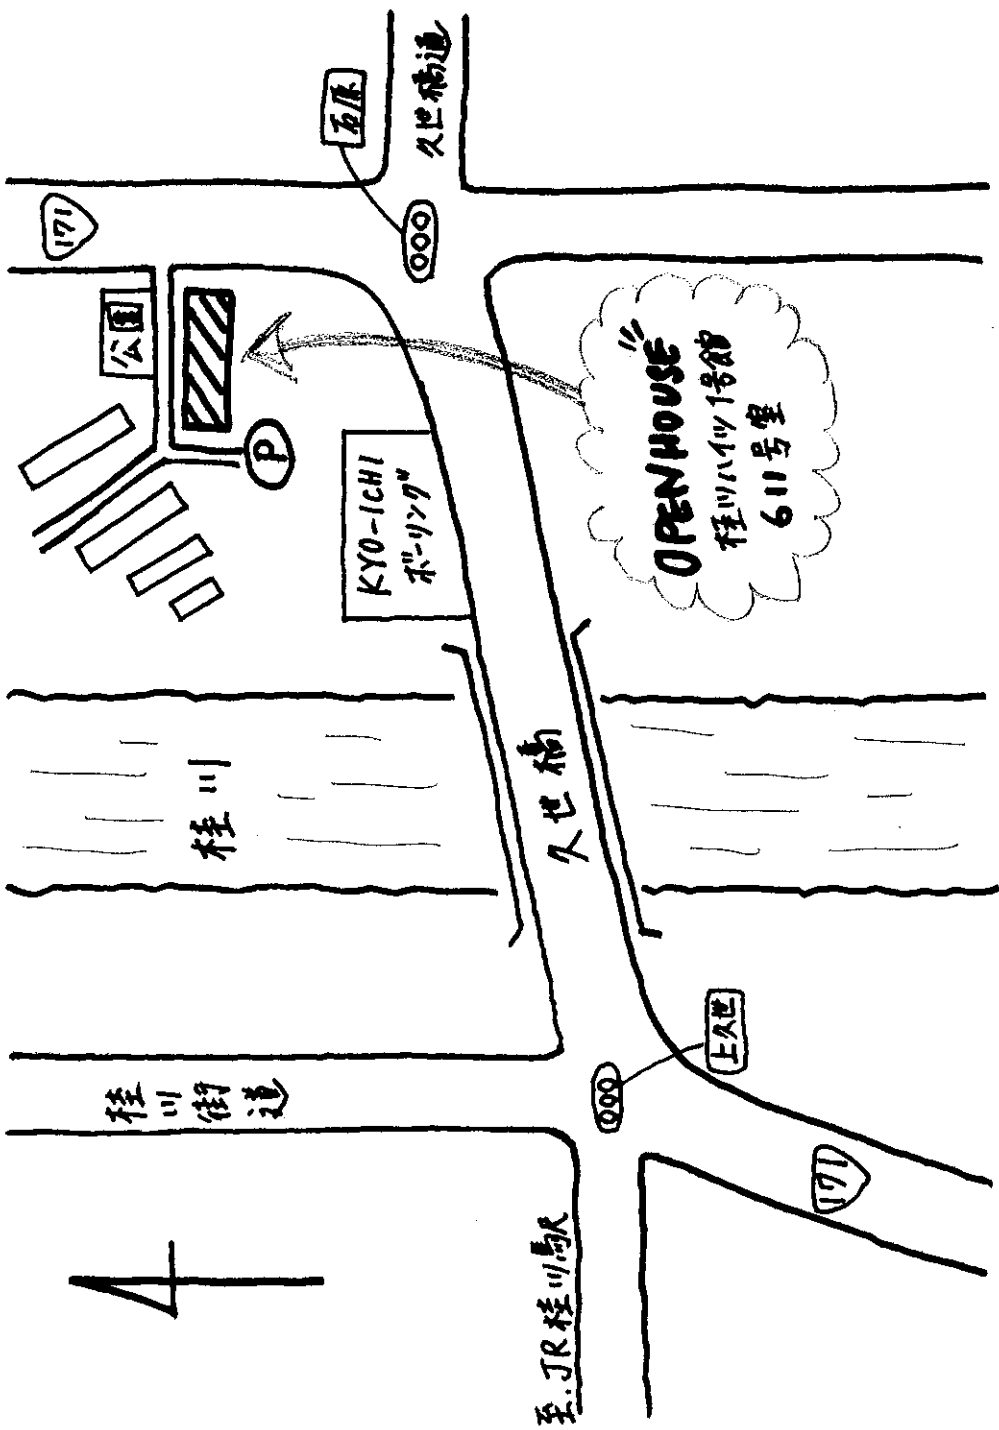 久世橋通
石原
171
公園
P
KYO-ICHI
ボーリング
OPENHOUSE
桂川ハイツ1号館
611号室
桂川
久世橋
上久世
桂川街道
171
至.JR桂川駅